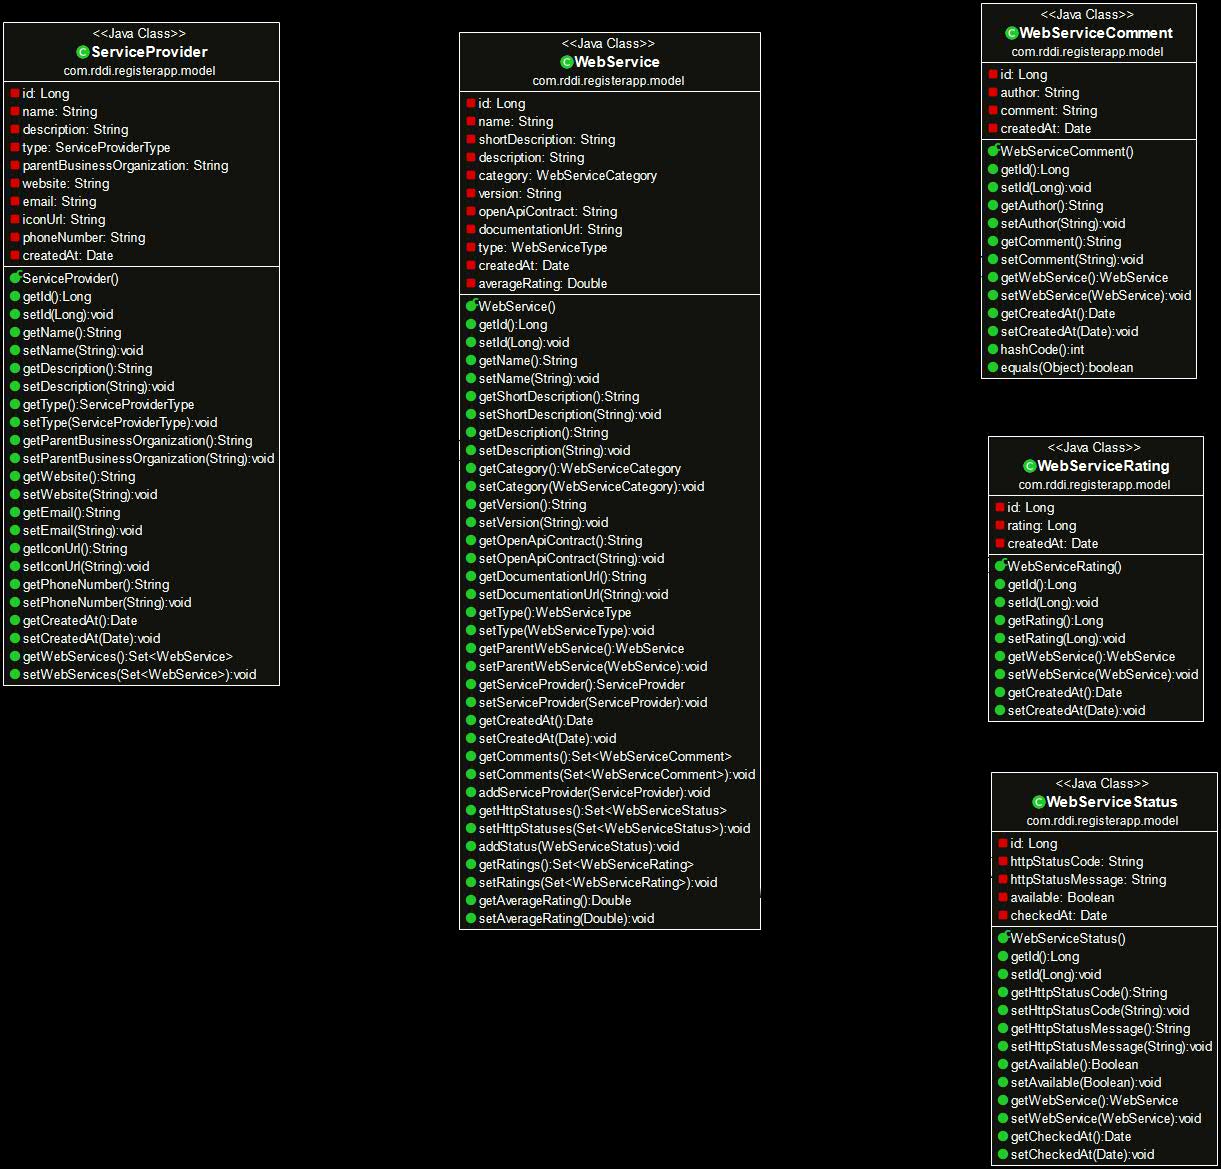 <<Java Class>>
ServiceProvider
com.rddi.registerapp.model
id: Long
name: String
description: String
type: ServiceProviderType
parentBusinessOrganization: String
website: String
email: String
iconUrl: String
phoneNumber: String
createdAt: Date
ServiceProvider()
getId():Long
setId(Long):void
getName():String
setName(String):void
getDescription():String
setDescription(String):void
getType():ServiceProviderType
setType(ServiceProviderType):void
getParentBusinessOrganization():String
setParentBusinessOrganization(String):void
getWebsite():String
setWebsite(String):void
getEmail():String
setEmail(String):void
getIconUrl():String
setIconUrl(String):void
getPhoneNumber():String
setPhoneNumber(String):void
getCreatedAt():Date
setCreatedAt(Date):void
getWebServices():Set<WebService>
setWebServices(Set<WebService>):void
<<Java Class>>
WebService
com.rddi.registerapp.model
id: Long
name: String
shortDescription: String
description: String
category: WebServiceCategory
version: String
openApiContract: String
documentationUrl: String
type: WebServiceType
createdAt: Date
averageRating: Double
WebService()
getId():Long
setId(Long):void
getName():String
setName(String):void
getShortDescription():String
setShortDescription(String):void
getDescription():String
setDescription(String):void
getCategory():WebServiceCategory
setCategory(WebServiceCategory):void
getVersion():String
setVersion(String):void
getOpenApiContract():String
setOpenApiContract(String):void
getDocumentationUrl():String
setDocumentationUrl(String):void
getType():WebServiceType
setType(WebServiceType):void
getParentWebService():WebService
setParentWebService(WebService):void
getServiceProvider():ServiceProvider
setServiceProvider(ServiceProvider):void
getCreatedAt():Date
setCreatedAt(Date):void
getComments():Set<WebServiceComment>
setComments(Set<WebServiceComment>):void
addServiceProvider(ServiceProvider):void
getHttpStatuses():Set<WebServiceStatus>
setHttpStatuses(Set<WebServiceStatus>):void
addStatus(WebServiceStatus):void
getRatings():Set<WebServiceRating>
setRatings(Set<WebServiceRating>):void
getAverageRating():Double
setAverageRating(Double):void
<<Java Class>>
WebServiceComment
com.rddi.registerapp.model
id: Long
author: String
comment: String
createdAt: Date
WebServiceComment()
getId():Long
setId(Long):void
getAuthor():String
setAuthor(String):void
getComment():String
setComment(String):void
getWebService():WebService
setWebService(WebService):void
getCreatedAt():Date
setCreatedAt(Date):void
hashCode():int
equals(Object):boolean
<<Java Class>>
WebServiceRating
com.rddi.registerapp.model
id: Long
rating: Long
createdAt: Date
WebServiceRating()
getId():Long
setId(Long):void
getRating():Long
setRating(Long):void
getWebService():WebService
setWebService(WebService):void
getCreatedAt():Date
setCreatedAt(Date):void
<<Java Class>>
WebServiceStatus
com.rddi.registerapp.model
id: Long
httpStatusCode: String
httpStatusMessage: String
available: Boolean
checkedAt: Date
WebServiceStatus()
getId():Long
setId(Long):void
getHttpStatusCode():String
setHttpStatusCode(String):void
getHttpStatusMessage():String
setHttpStatusMessage(String):void
getAvailable():Boolean
setAvailable(Boolean):void
getWebService():WebService
setWebService(WebService):void
getCheckedAt():Date
setCheckedAt(Date):void